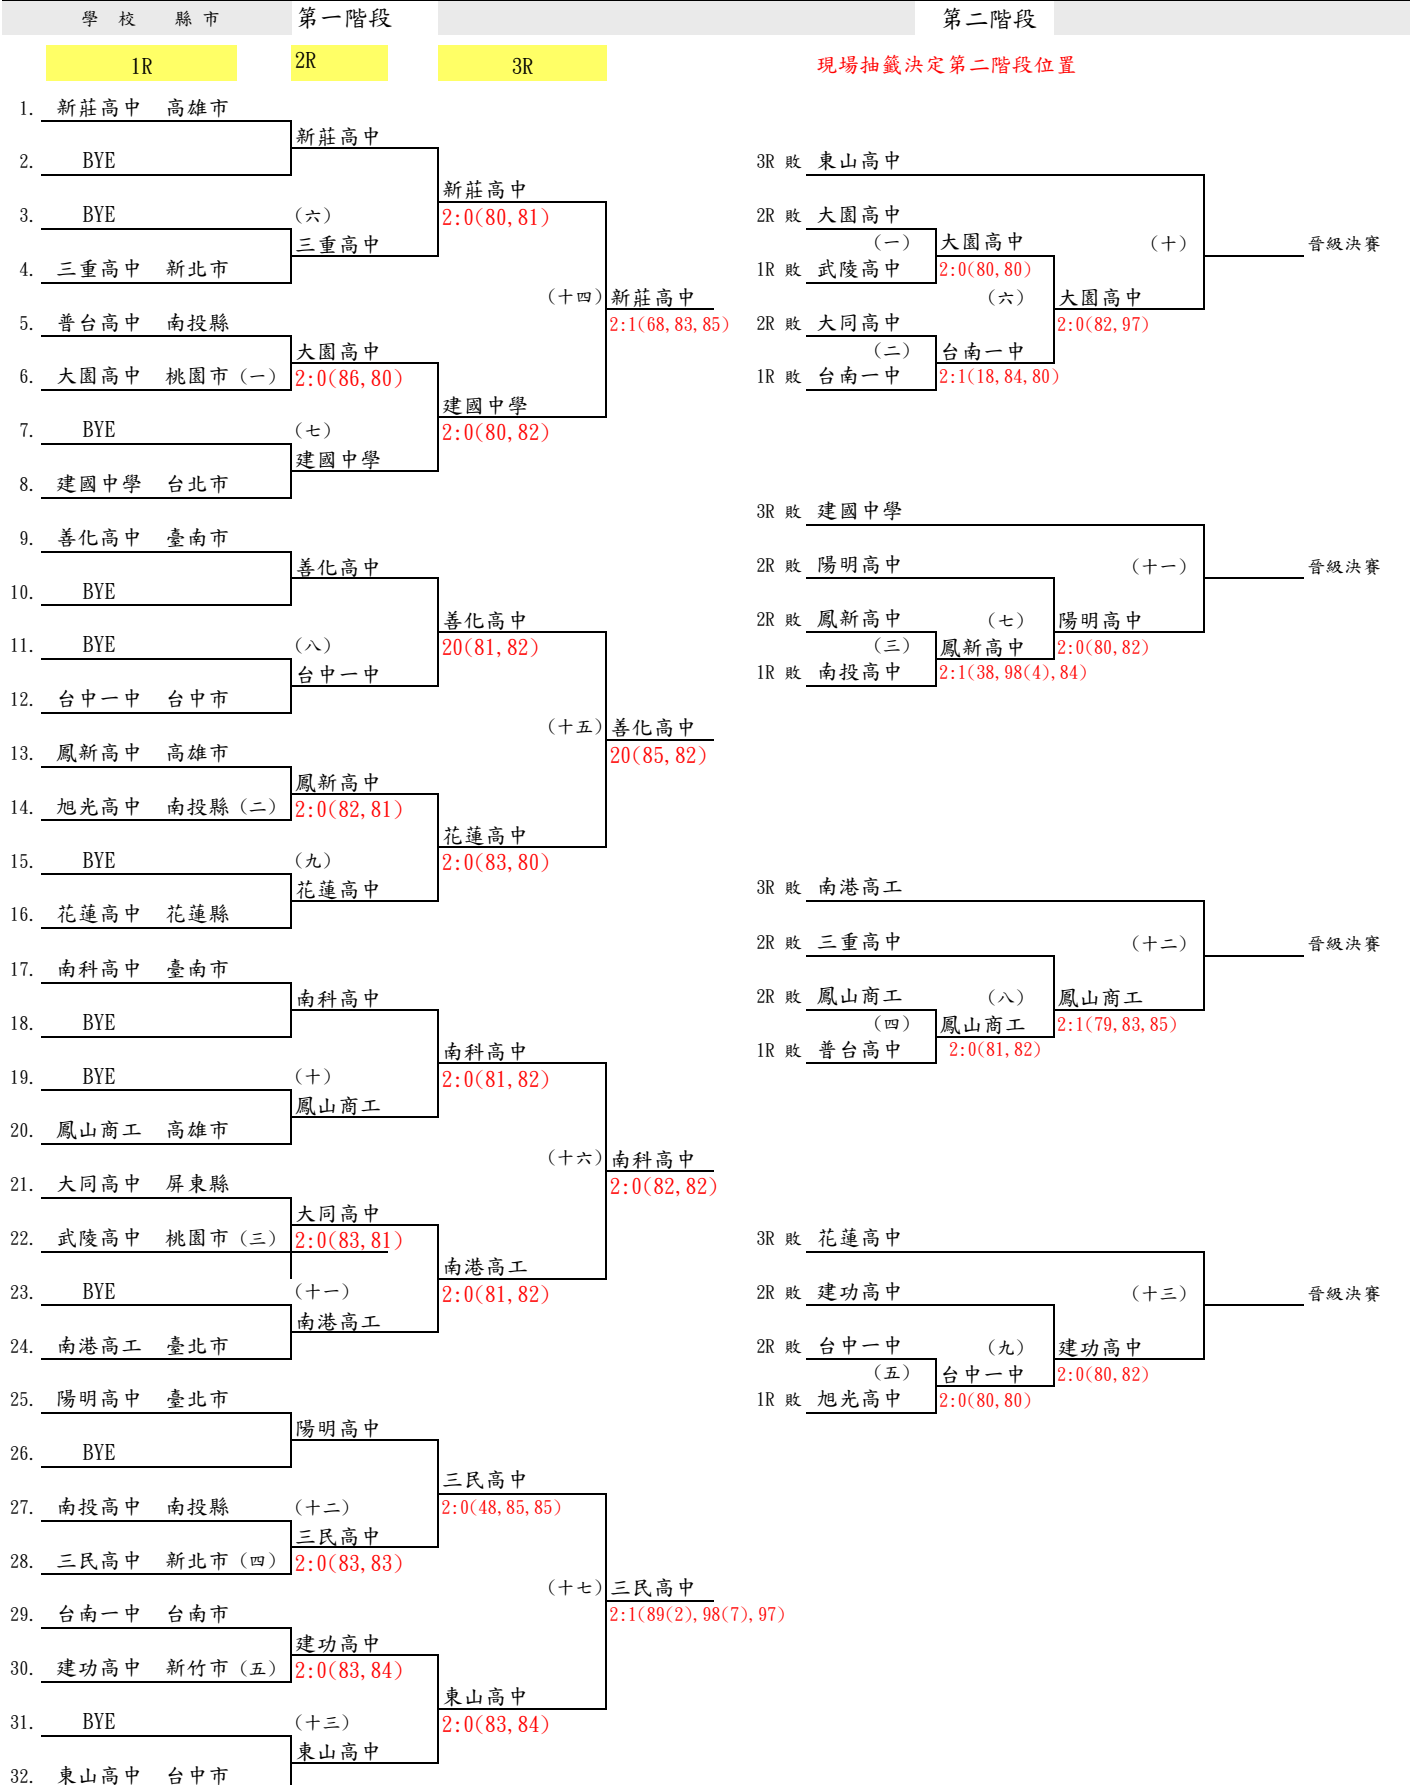 學 校 縣 市 第一階段 第二階段
1R 2R 3R 現場抽籤決定第二階段位置
1. 新莊高中 高雄市
新莊高中
2. BYE
新莊高中
3. BYE (六) 2:0(80,81)
三重高中
4. 三重高中 新北市
(十四) 新莊高中
5. 普台高中 南投縣 2:1(68,83,85)
大園高中
6. 大園高中 桃園市 (一) 2:0(86,80)
建國中學
7. BYE (七) 2:0(80,82)
建國中學
8. 建國中學 台北市
9. 善化高中 臺南市
善化高中
10. BYE
善化高中
11. BYE (八) 20(81,82)
台中一中
12. 台中一中 台中市
(十五) 善化高中
13. 鳳新高中 高雄市 20(85,82)
鳳新高中
14. 旭光高中 南投縣 (二) 2:0(82,81)
花蓮高中
15. BYE (九) 2:0(83,80)
花蓮高中
16. 花蓮高中 花蓮縣
17. 南科高中 臺南市
南科高中
18. BYE
南科高中
19. BYE (十) 2:0(81,82)
鳳山商工
20. 鳳山商工 高雄市
(十六) 南科高中
21. 大同高中 屏東縣 2:0(82,82)
大同高中
22. 武陵高中 桃園市 (三) 2:0(83,81)
南港高工
23. BYE (十一) 2:0(81,82)
南港高工
24. 南港高工 臺北市
25. 陽明高中 臺北市
陽明高中
26. BYE
三民高中
27. 南投高中 南投縣 (十二) 2:0(48,85,85)
三民高中
28. 三民高中 新北市 (四) 2:0(83,83)
(十七) 三民高中
29. 台南一中 台南市 2:1(89(2),98(7),97)
建功高中
30. 建功高中 新竹市 (五) 2:0(83,84)
東山高中
31. BYE (十三) 2:0(83,84)
東山高中
32. 東山高中 台中市
3R 敗 東山高中
2R 敗 大園高中
(一) 大園高中 (十) 晉級決賽
1R 敗 武陵高中 2:0(80,80)
(六) 大園高中
2R 敗 大同高中 2:0(82,97)
(二) 台南一中
1R 敗 台南一中 2:1(18,84,80)
3R 敗 建國中學
2R 敗 陽明高中 (十一) 晉級決賽
2R 敗 鳳新高中 (七) 陽明高中
(三) 鳳新高中 2:0(80,82)
1R 敗 南投高中 2:1(38,98(4),84)
3R 敗 南港高工
2R 敗 三重高中 (十二) 晉級決賽
2R 敗 鳳山商工 (八) 鳳山商工
(四) 鳳山商工 2:1(79,83,85)
1R 敗 普台高中 2:0(81,82)
3R 敗 花蓮高中
2R 敗 建功高中 (十三) 晉級決賽
2R 敗 台中一中 (九) 建功高中
(五) 台中一中 2:0(80,82)
1R 敗 旭光高中 2:0(80,80)